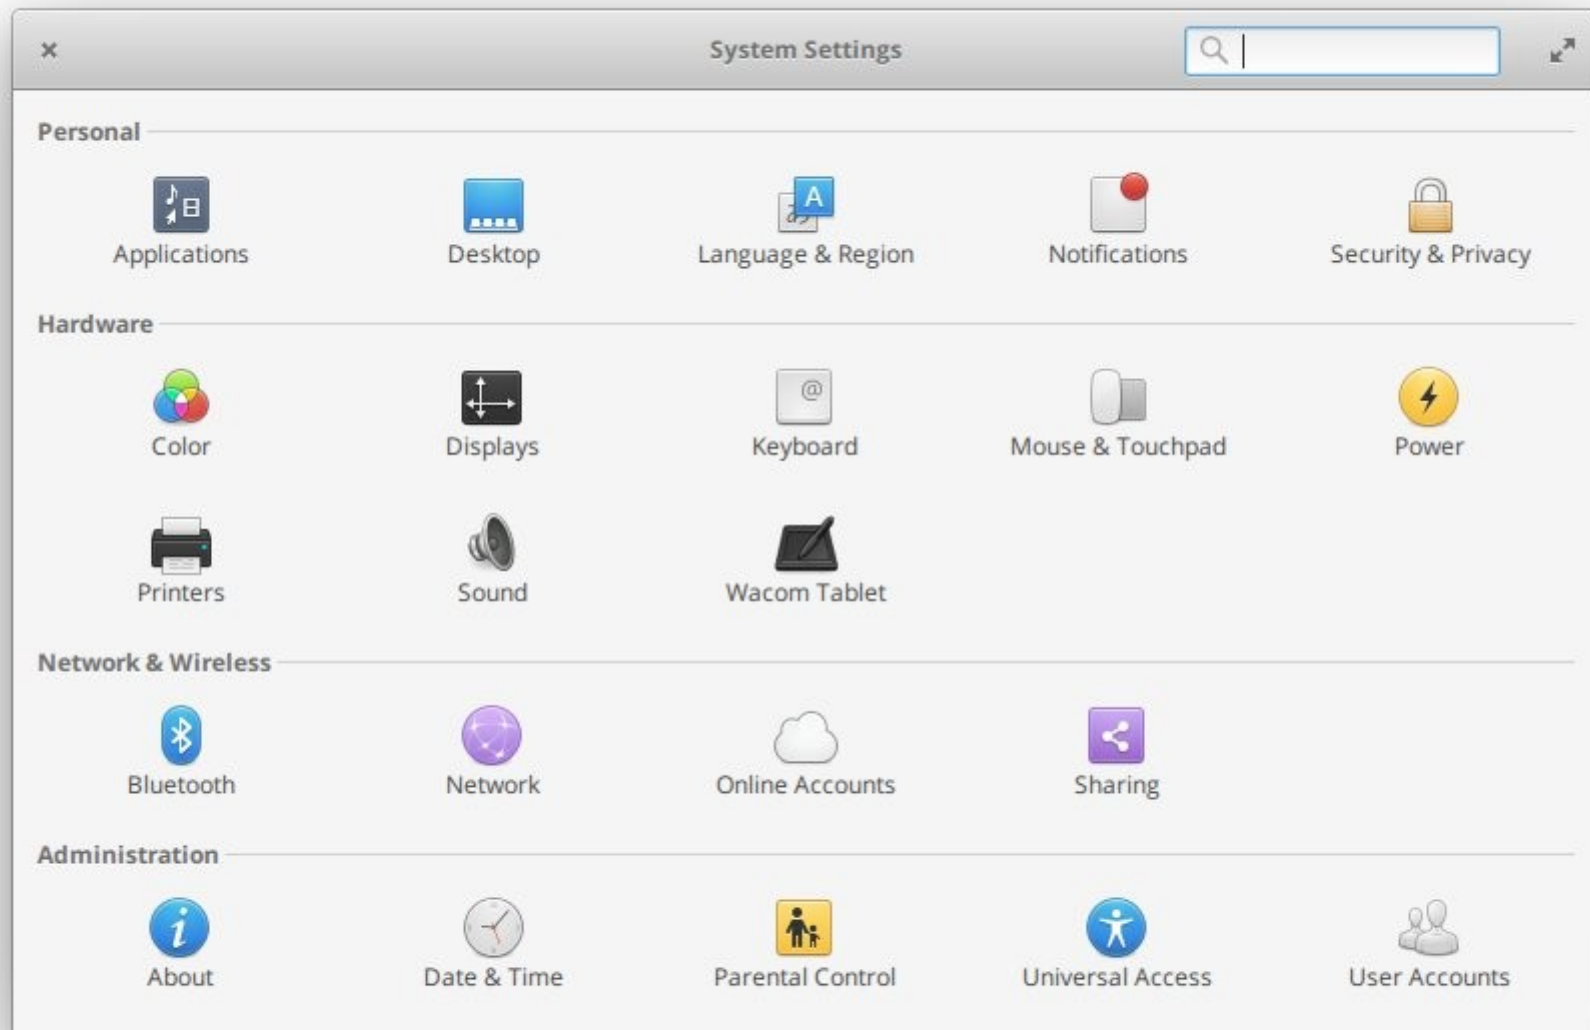 System Settings
Personal
Applications
Desktop
Language & Region
Notifications
Security & Privacy
Hardware
Color
Displays
Keyboard
Mouse & Touchpad
Power
Printers
Sound
Wacom Tablet
Network & Wireless
Bluetooth
Network
Online Accounts
Sharing
Administration
About
Date & Time
Parental Control
Universal Access
User Accounts